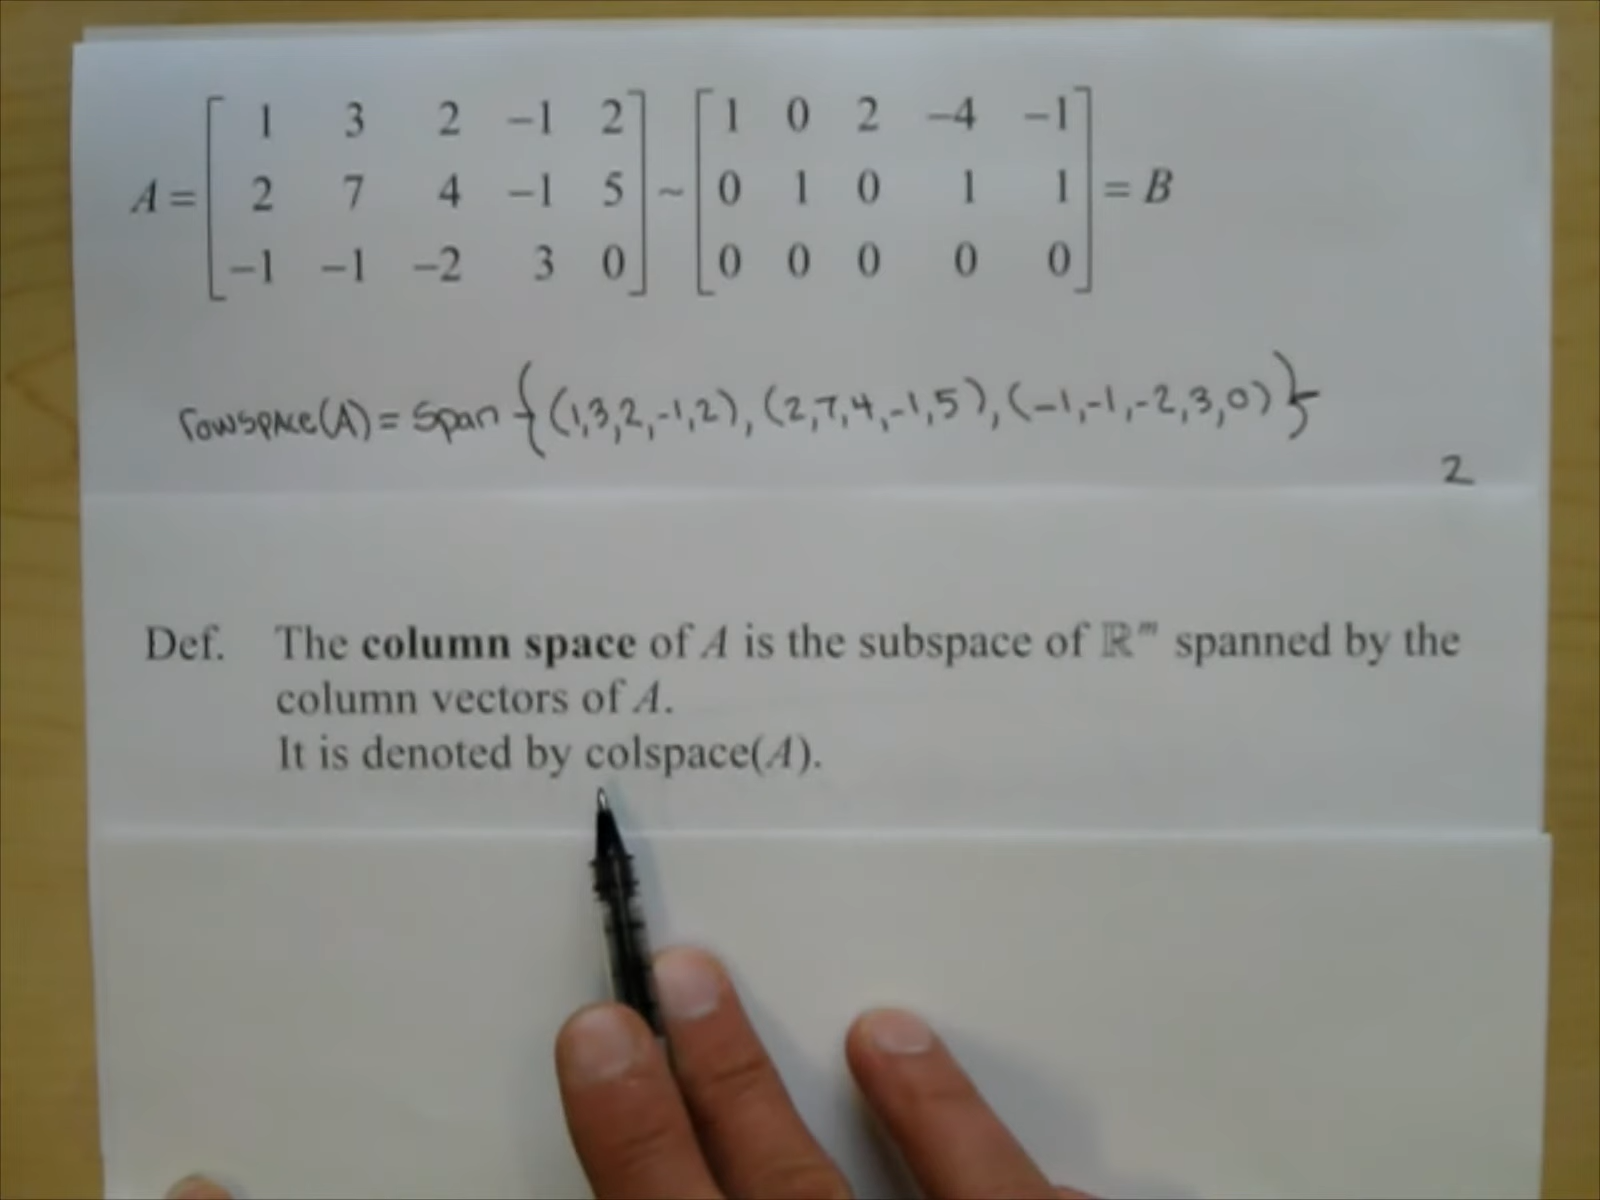 A = [ 1 3 2 −1 2 ] [ 1 0 2 −4 −1 ]
[ 2 7 4 −1 5 ] ~ [ 0 1 0 1 1 ] = B
[ −1 −1 −2 3 0 ] [ 0 0 0 0 0 ]
rowspace(A) = span {(1,3,2,-1,2), (2,7,4,-1,5), (-1,-1,-2,3,0)}
2
Def. The column space of A is the subspace of ℝᵐ spanned by the
column vectors of A.
It is denoted by colspace(A).